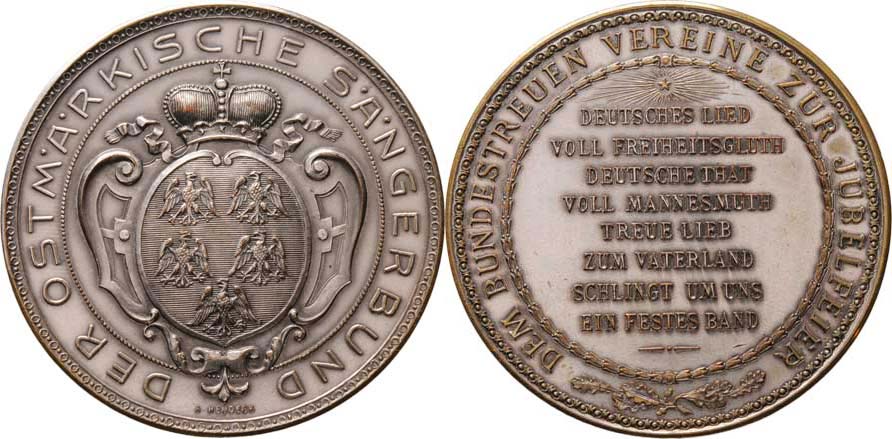 DER OSTMÄRKISCHE SÄNGERBUND
DEM BUNDESTREUEN VEREINE ZUR JUBELFEIER
DEUTSCHES LIED
VOLL FREIHEITSGLUTH
DEUTSCHE THAT
VOLL MANNESMUTH
TREUE LIEB
ZUM VATERLAND
SCHLINGT UM UNS
EIN FESTES BAND